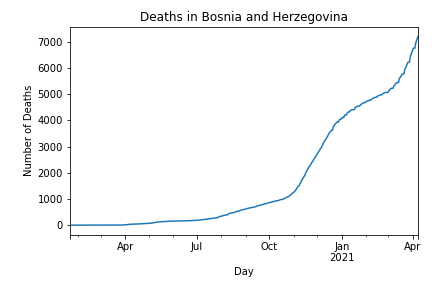 Deaths in Bosnia and Herzegovina
Number of Deaths
7000
6000
5000
4000
3000
2000
1000
0
Apr Jul Oct Jan Apr
2021
Day